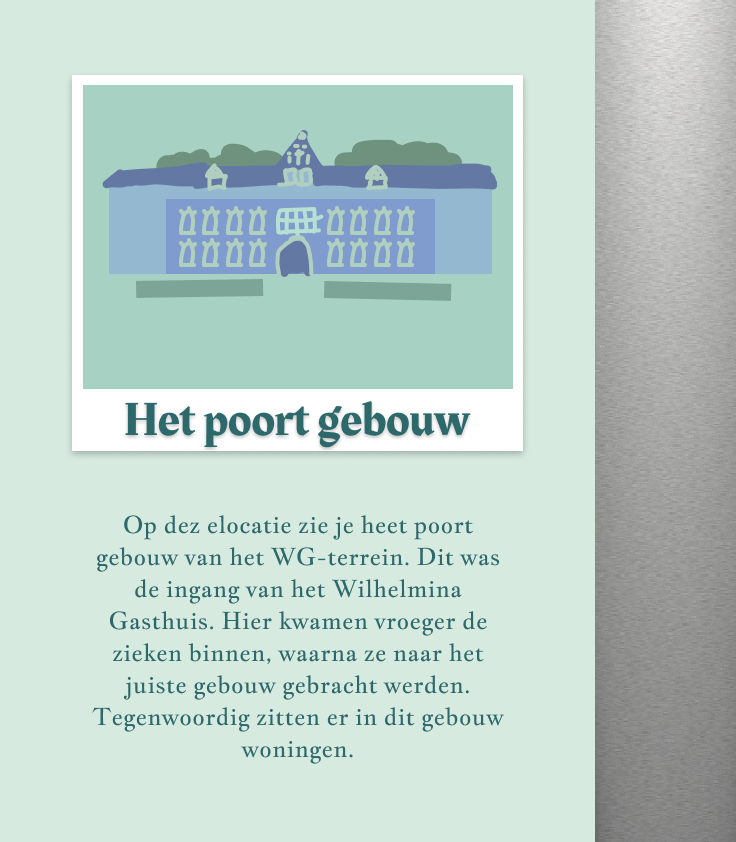 Het poort gebouw
Op dez elocatie zie je heet poort
gebouw van het WG-terrein. Dit was
de ingang van het Wilhelmina
Gasthuis. Hier kwamen vroeger de
zieken binnen, waarna ze naar het
juiste gebouw gebracht werden.
Tegenwoordig zitten er in dit gebouw
woningen.